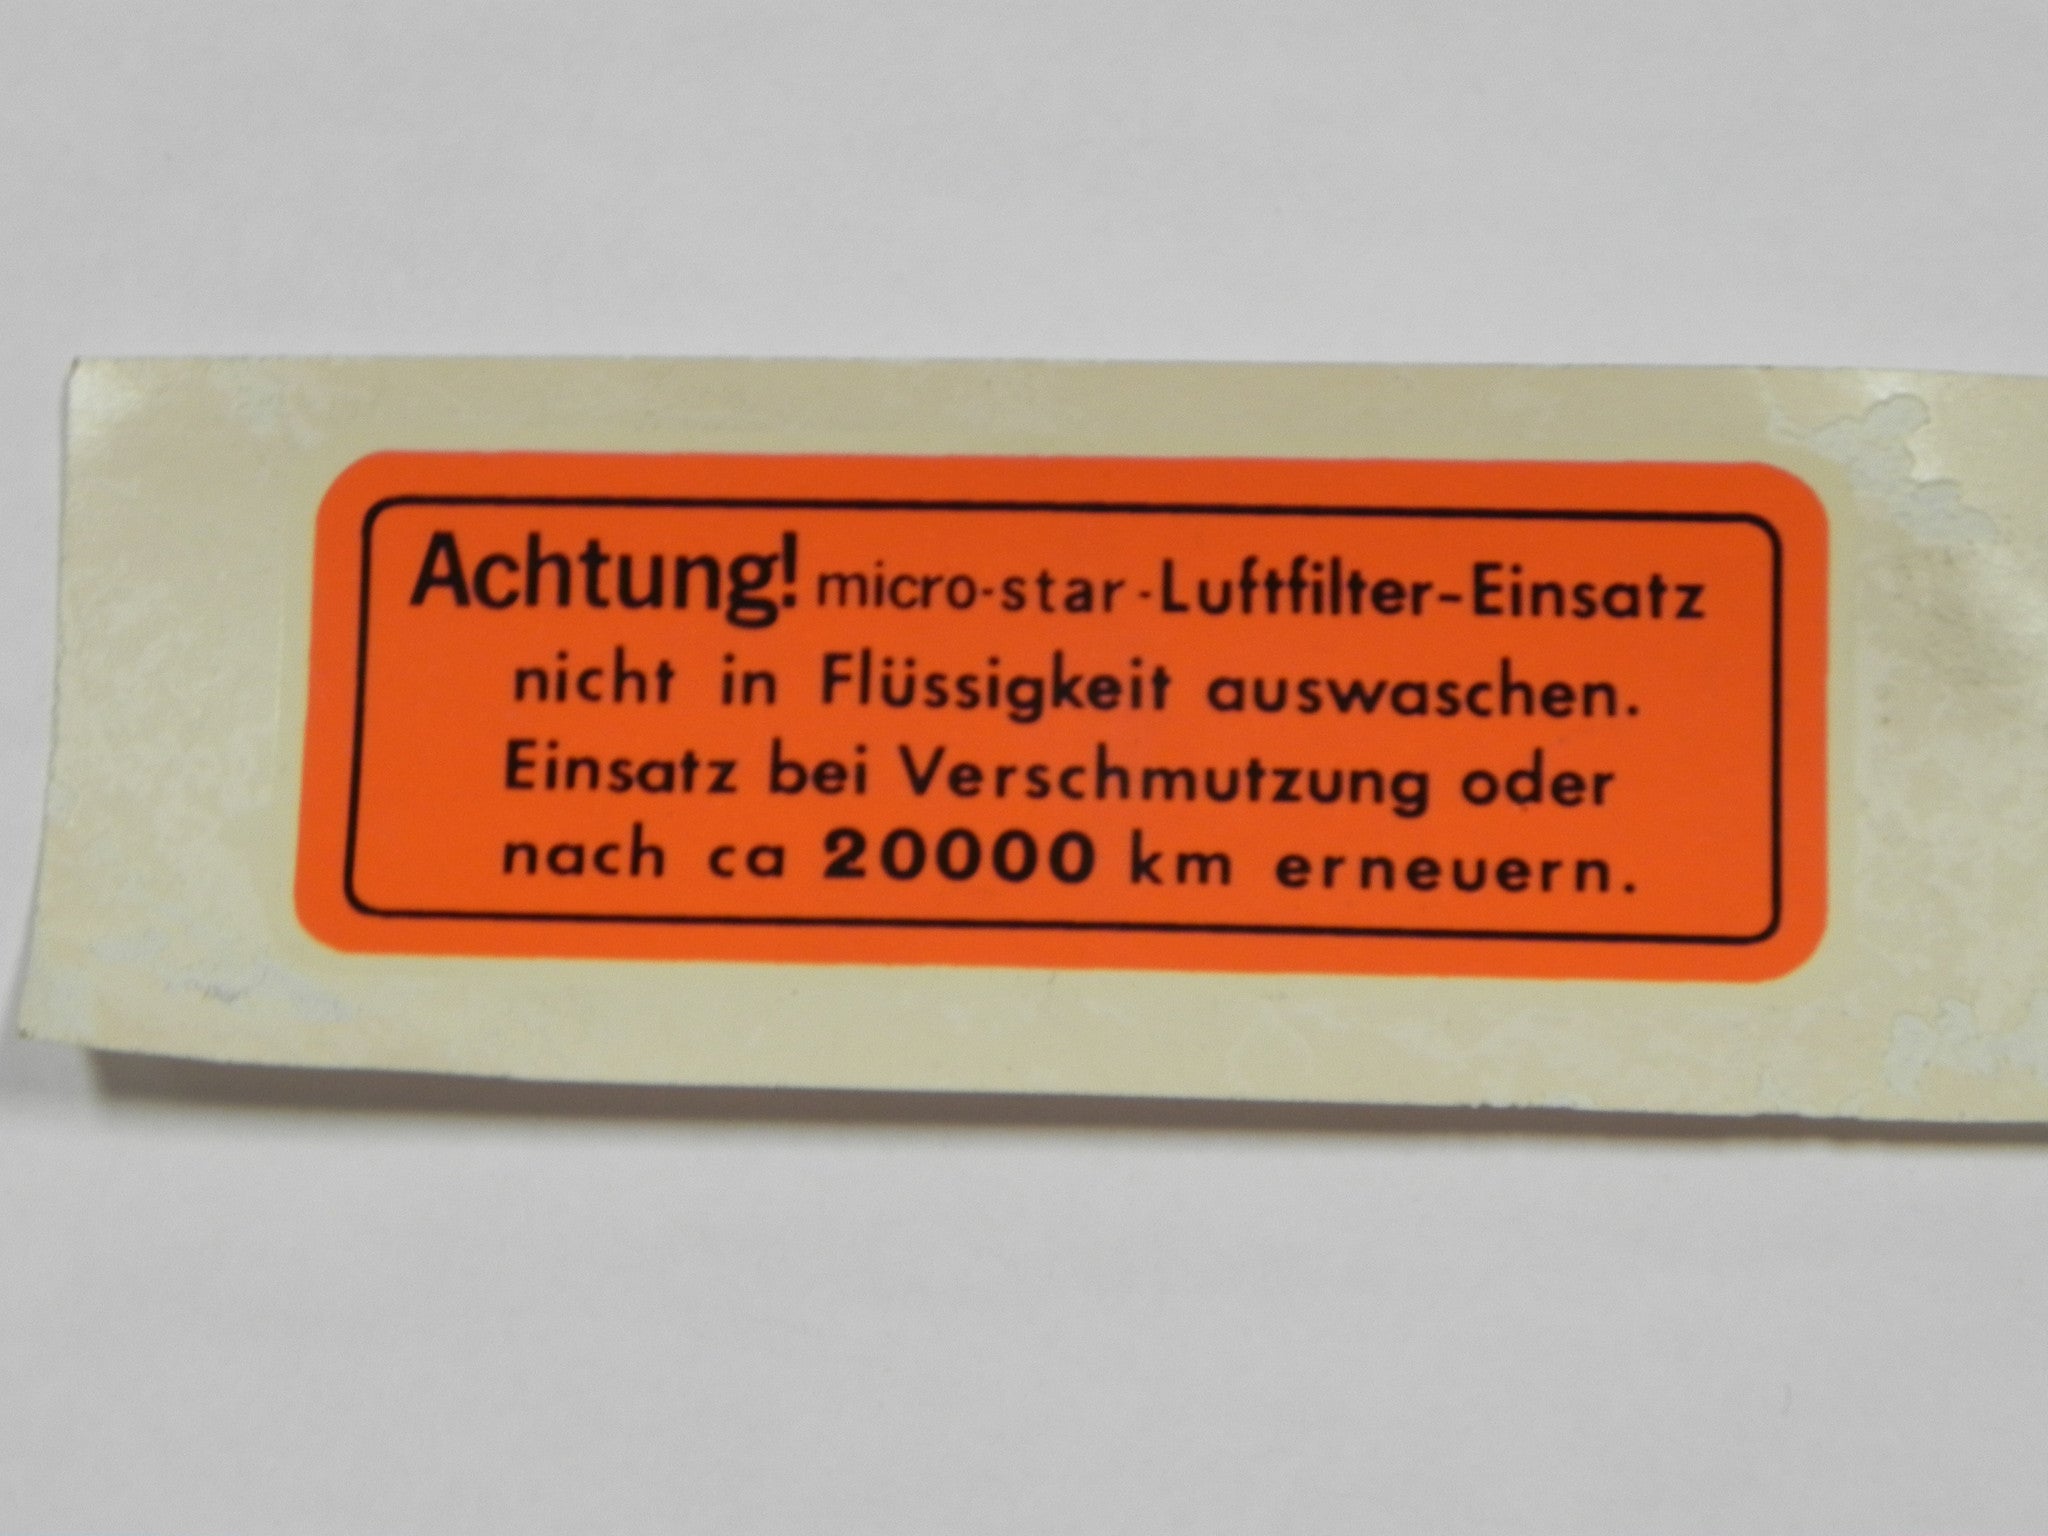 Achtung! micro-star-Luftfilter-Einsatz
nicht in Flüssigkeit auswaschen.
Einsatz bei Verschmutzung oder
nach ca 20000 km erneuern.